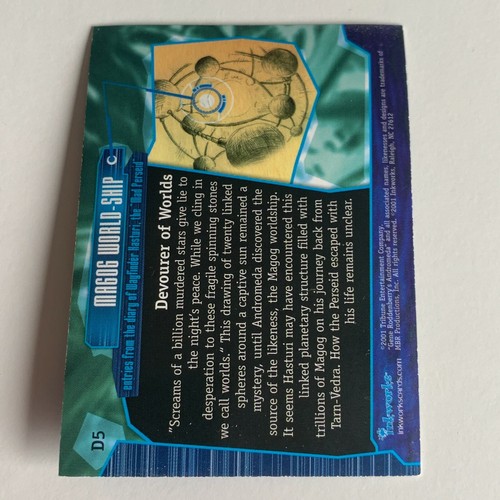 D5
MAGOG WORLD-SHIP
entries from the diary of Wayfinder Hasturi, the "Mad Perseid"
Devourer of Worlds
"Screams of a billion murdered stars give lie to
the night's peace. While we cling in
desperation to these fragile spinning stones
we call worlds." This drawing of twenty linked
spheres around a captive sun remained a
mystery, until Andromeda discovered the
source of the likeness, the Magog worldship.
It seems Hasturi may have encountered this
linked planetary structure filled with
trillions of Magog on his journey back from
Tarn-Vedra. How the Perseid escaped with
his life remains unclear.
Inkworks
inkworkscards.com
©2001 Tribune Entertainment Company.
"Gene Roddenberry's Andromeda" and all associated names, likenesses and designs are trademarks of
MBR Productions, Inc. All rights reserved. ©2001 Inkworks, Raleigh, NC 27612